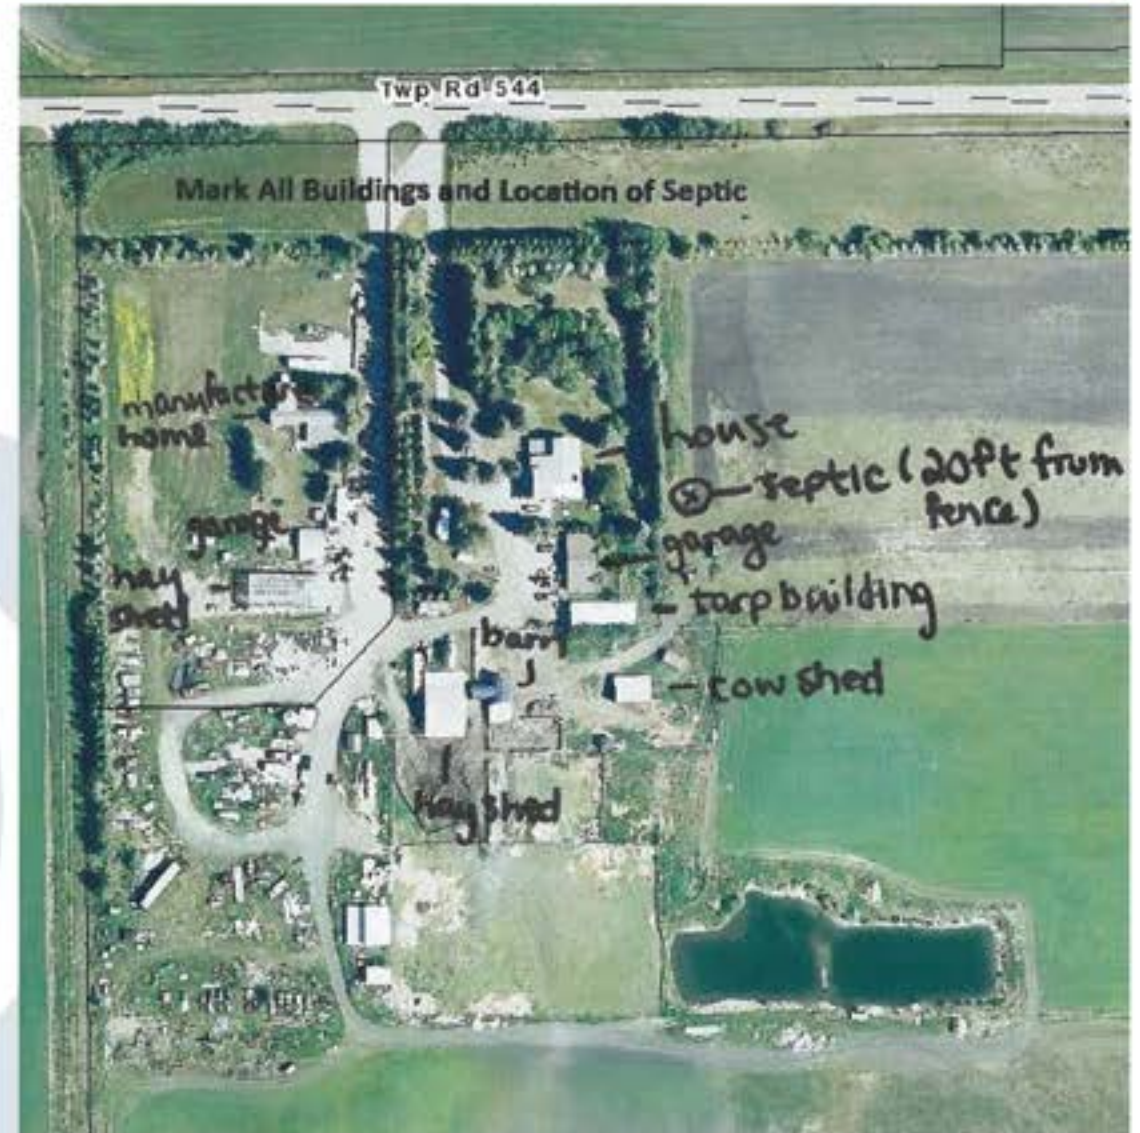 Twp Rd 544
Mark All Buildings and Location of Septic
manufacture
home
house
septic (20ft from
fence)
garage
garage
hay
shed
tarp building
barn
cow shed
hay shed